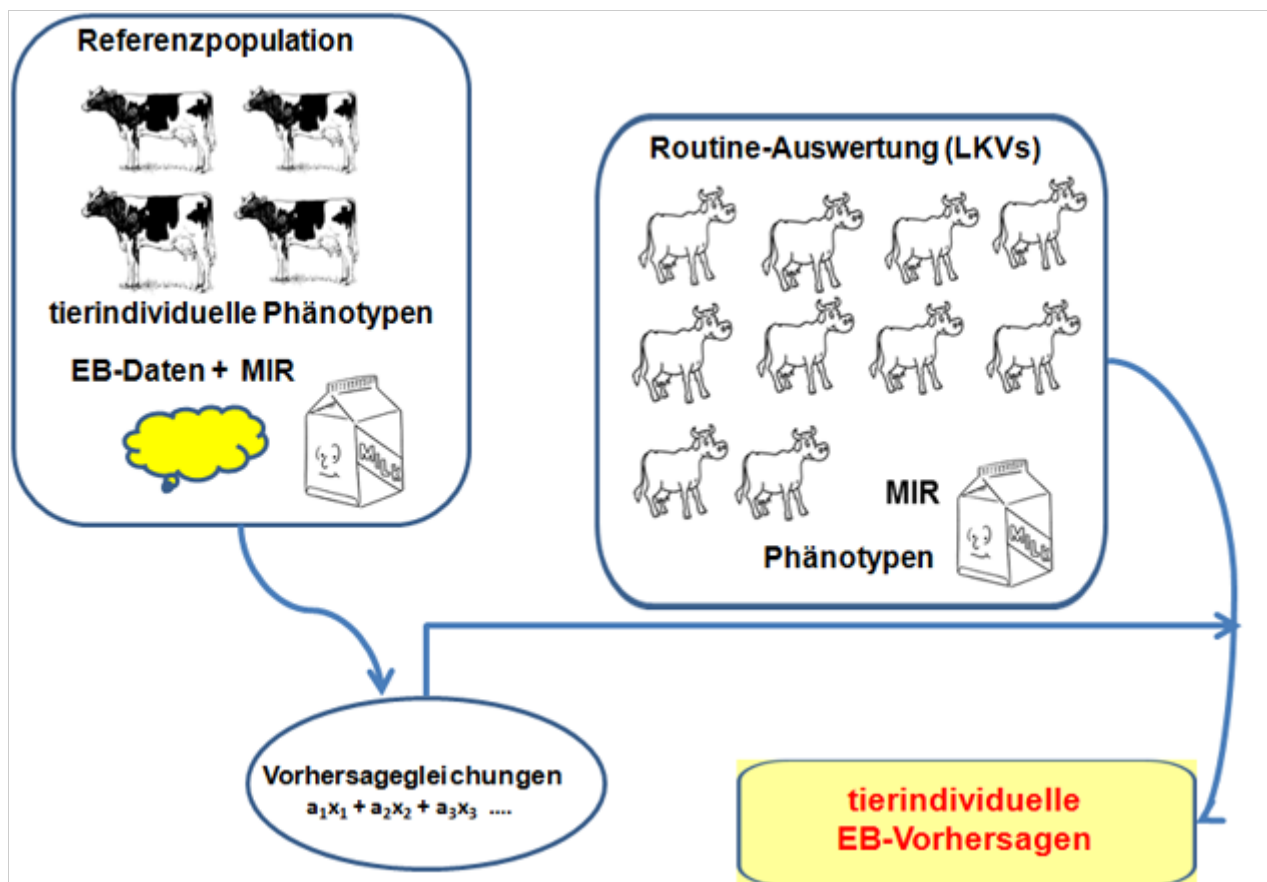 Referenzpopulation
tierindividuelle Phänotypen
EB-Daten + MIR
MILK
Routine-Auswertung (LKVs)
MIR
MILK
Phänotypen
Vorhersagegleichungen
a₁x₁ + a₂x₂ + a₃x₃ ....
tierindividuelle
EB-Vorhersagen